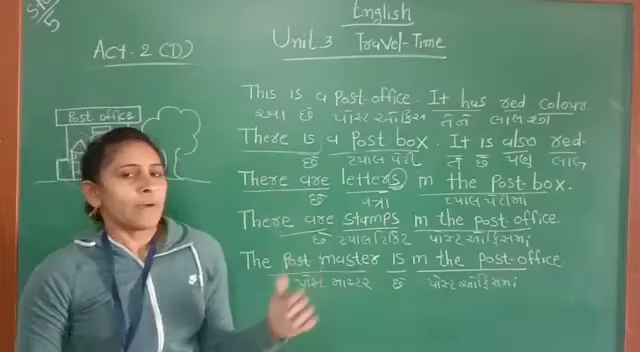 Std
5
English
Unit.3 Travel-Time
Act.2 (D)
Post office
This is a Post-office. It has red colour.
આ છે પોસ્ટ ઓફિસ તેને લાલ રંગ
There is a Post box. It is also red.
છે ટપાલ પેટી તે છે પણ લાલ
There are letters in the Post-box.
છે પત્રો ટપાલ પેટીમાં
There are stamps in the post-office.
છે ટપાલ ટિકિટ પોસ્ટ ઓફિસમાં
The Post-master is in the post-office.
પોસ્ટ માસ્ટર છે પોસ્ટ ઓફિસમાં